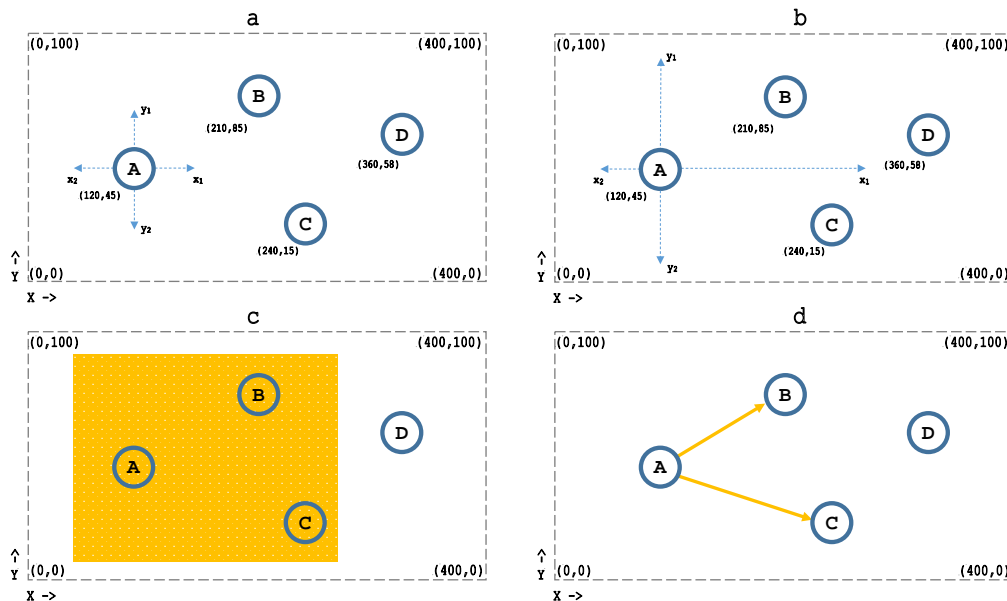 a
(0,100) (400,100)
y₁
B
(210,85)
D
(360,58)
x₂ A x₁
(120,45)
y₂
C
(240,15)
(0,0) (400,0)
^- Y
X ->
b
(0,100) (400,100)
y₁
B
(210,85)
D
(360,58)
x₂ A x₁
(120,45)
C
(240,15)
y₂
(0,0) (400,0)
^- Y
X ->
c
(0,100) (400,100)
B
D
A
C
(0,0) (400,0)
^- Y
X ->
d
(0,100) (400,100)
B
D
A
C
(0,0) (400,0)
^- Y
X ->